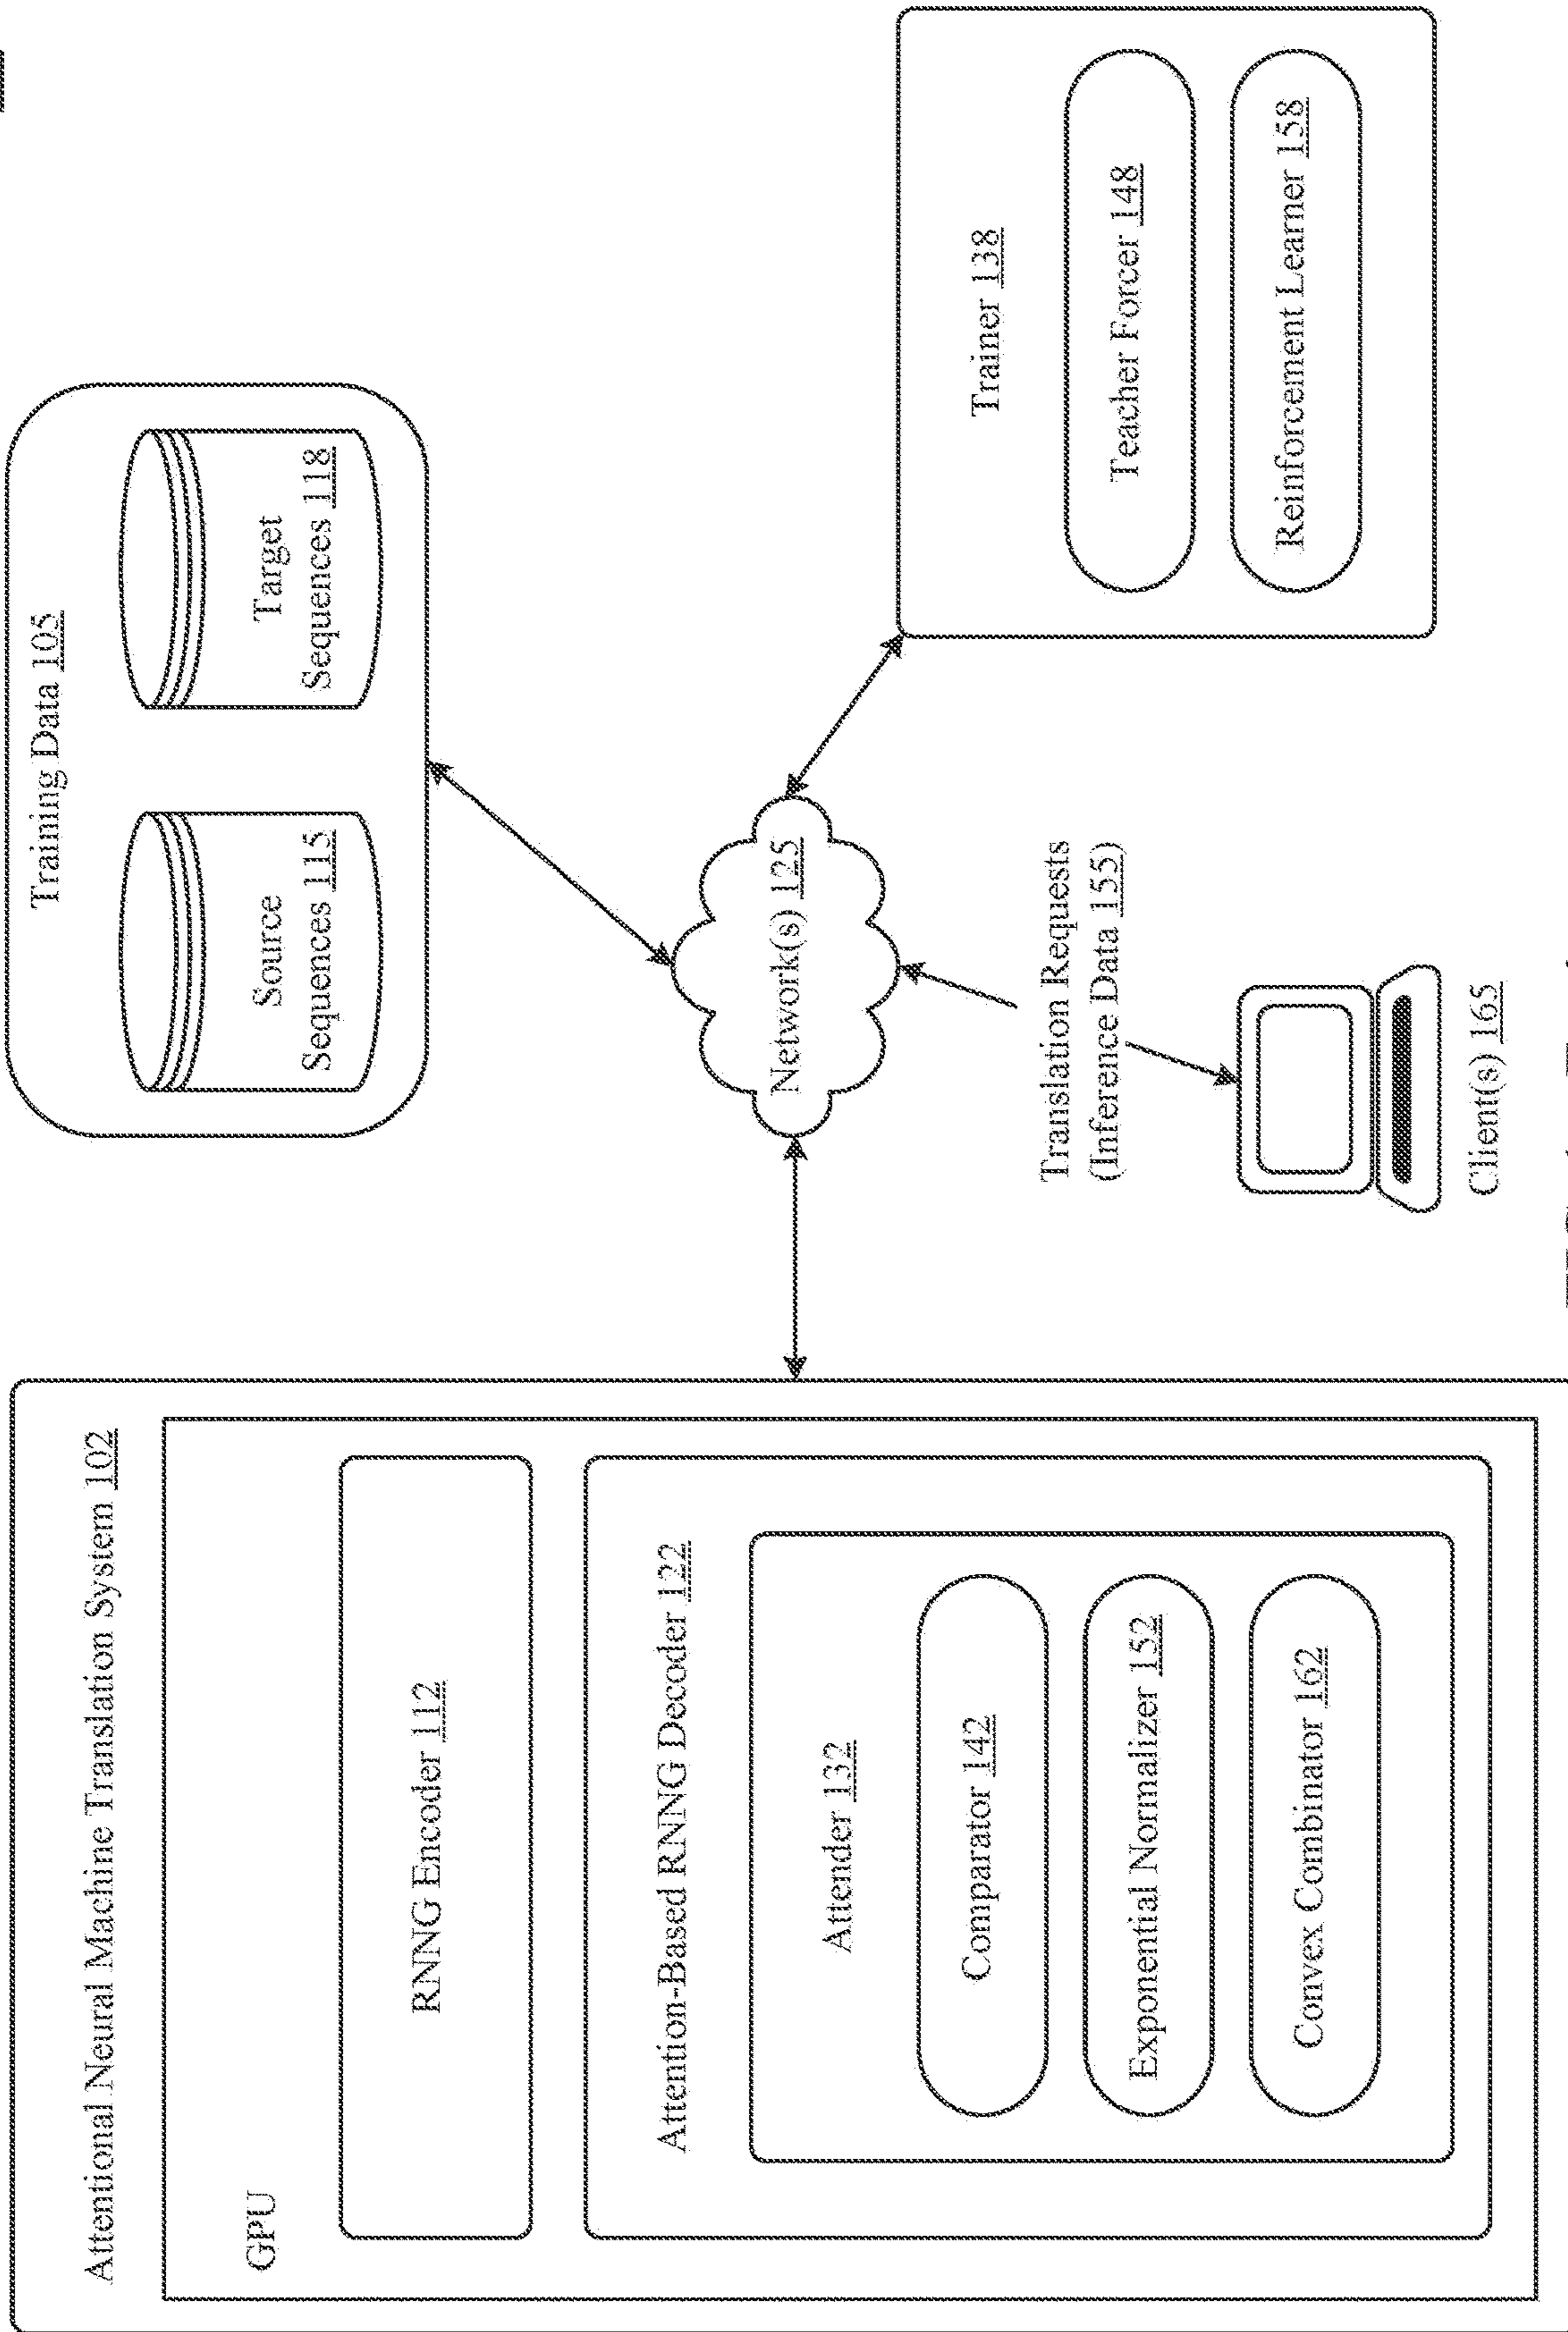 Attentional Neural Machine Translation System 102
GPU
RNNG Encoder 112
Attention-Based RNNG Decoder 122
Attender 132
Comparator 142
Exponential Normalizer 152
Convex Combinator 162
Training Data 105
Source
Sequences 115
Target
Sequences 118
Network(s) 125
Translation Requests
(Inference Data 155)
Client(s) 165
Trainer 138
Teacher Forcer 148
Reinforcement Learner 158